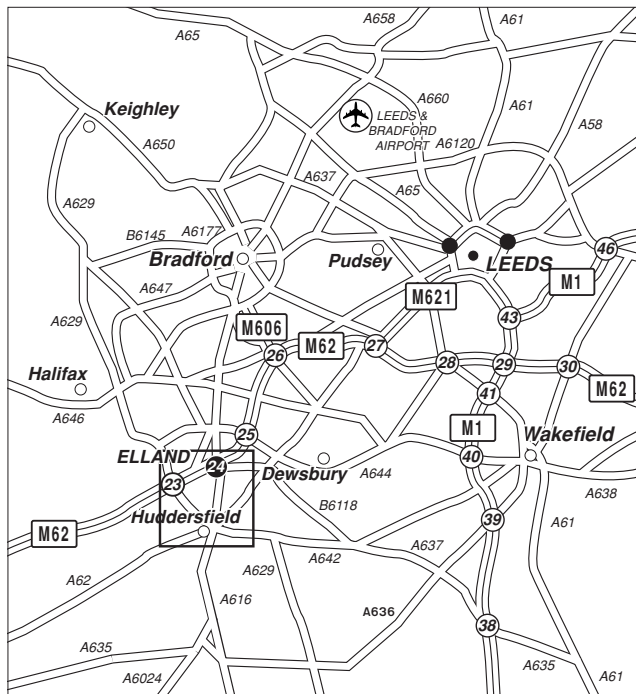 A658
A61
A65
A660
LEEDS &
BRADFORD
AIRPORT
A61
A58
Keighley
A650
A6120
A637
A65
A629
B6145
A6177
Bradford
Pudsey
LEEDS
46
A647
M621
M1
A629
M606
43
M62
26
27
28
29
30
Halifax
41
M62
A646
M1
25
Wakefield
ELLAND
24
Dewsbury
A644
40
23
B6118
A638
Huddersfield
39
A61
M62
A642
A637
A62
A629
A616
A636
38
A635
A6024
A635
A61